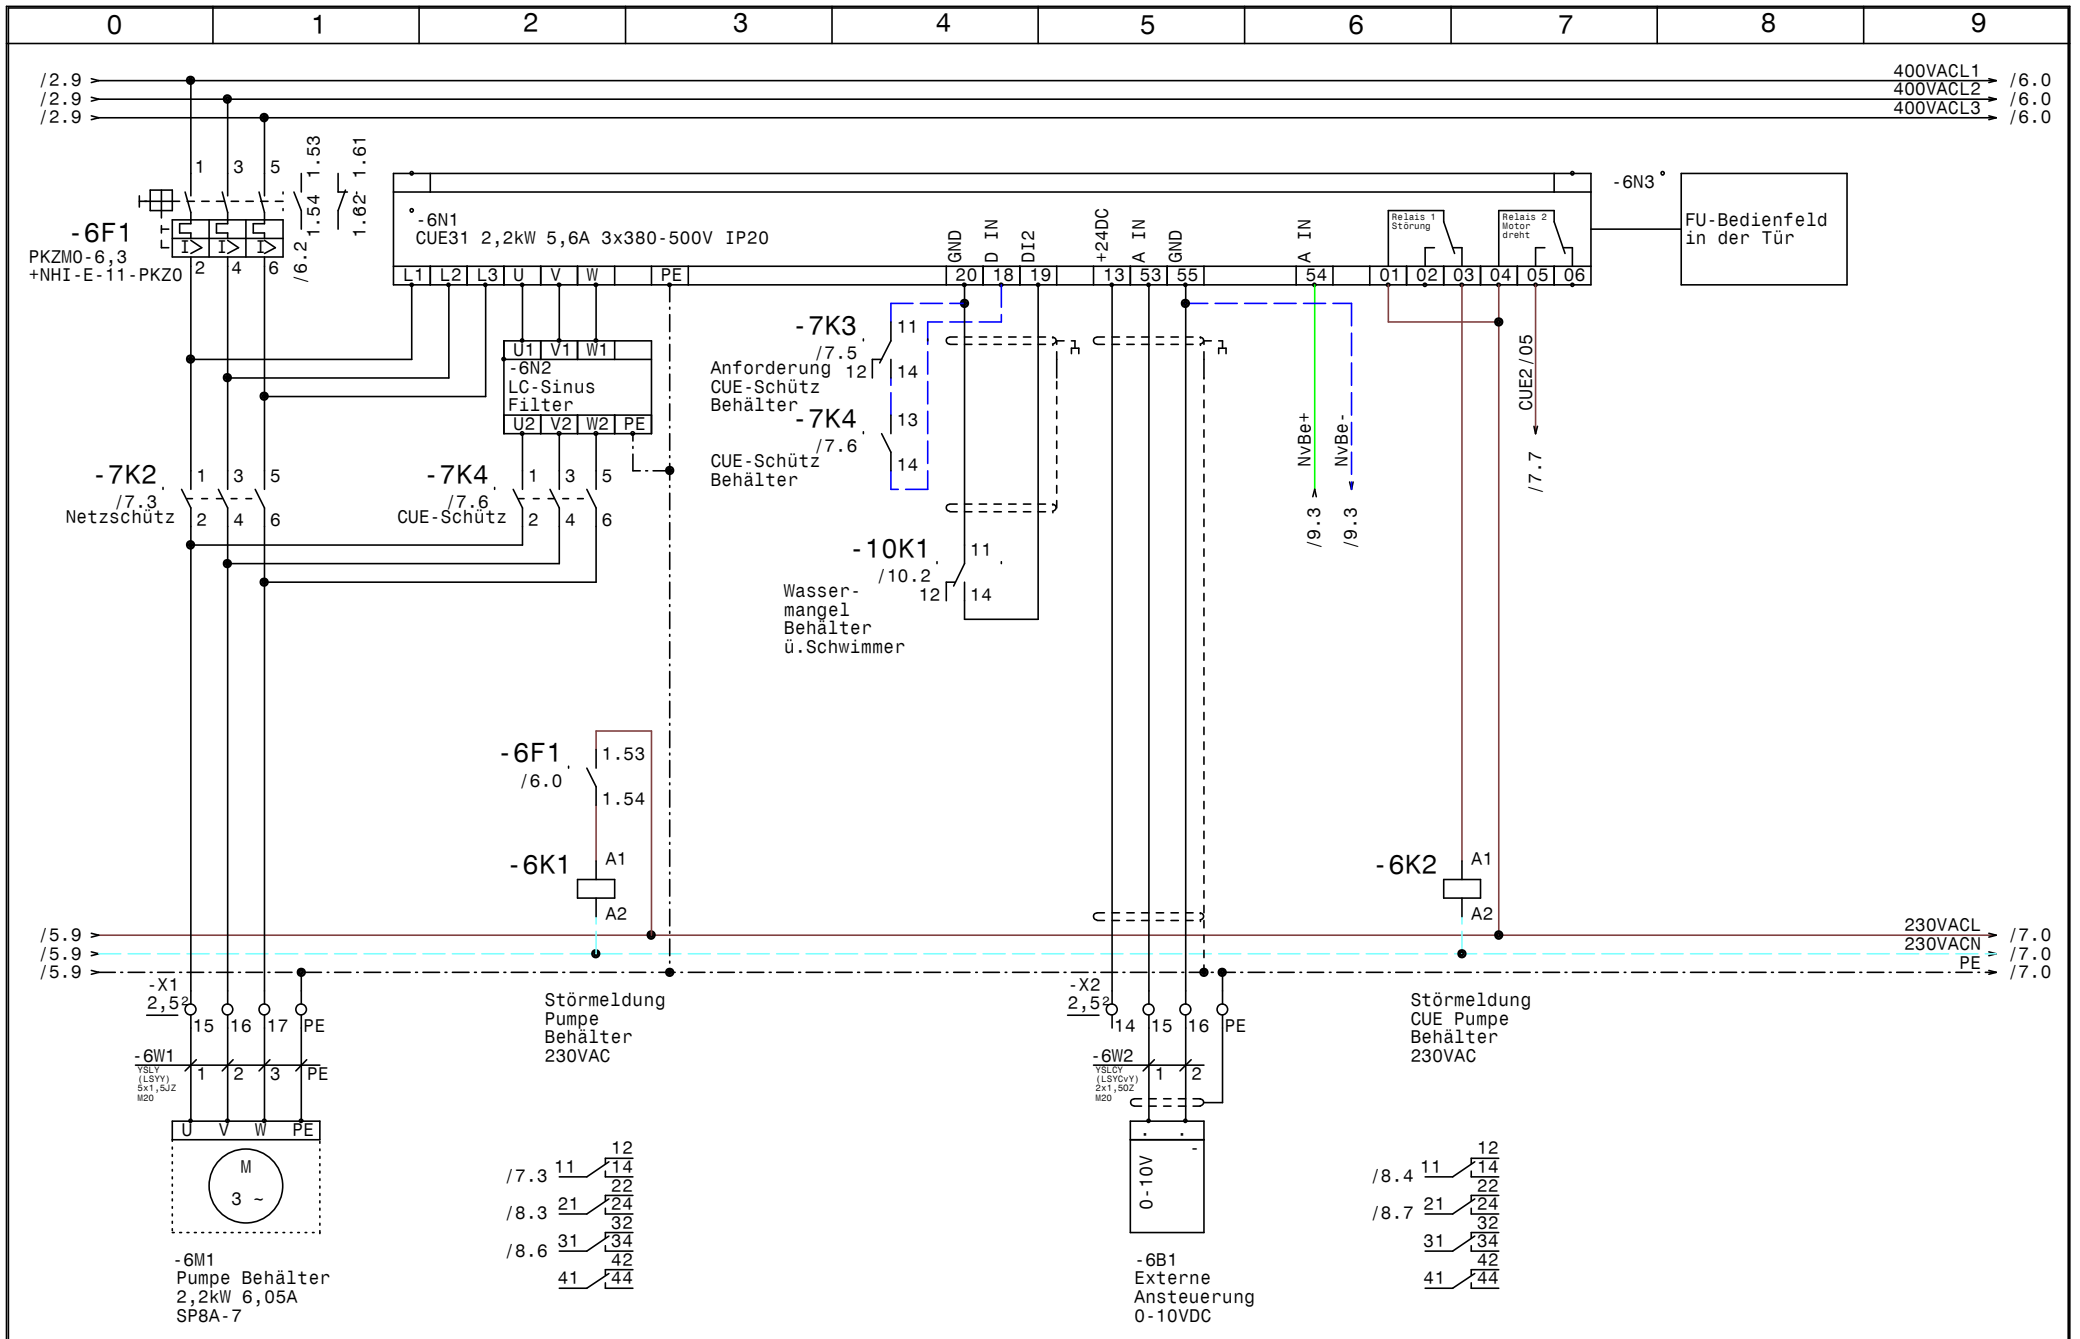 0 1 2 3 4 5 6 7 8 9
/2.9 400VACL1 /6.0
/2.9 400VACL2 /6.0
/2.9 400VACL3 /6.0
1 3 5
1.53
1.54
1.61
1.62
-6F1
PKZM0-6,3
+NHI-E-11-PKZ0
I> I> I>
2 4 6
/6.2
-6N1
CUE31 2,2kW 5,6A 3x380-500V IP20
L1 L2 L3 U V W PE
GND D IN DI2
20 18 19
+24DC A IN GND
13 53 55
A IN
54
Relais 1
Störung
Relais 2
Motor
dreht
01 02 03 04 05 06
-6N3
FU-Bedienfeld
in der Tür
U1 V1 W1
-6N2
LC-Sinus
Filter
U2 V2 W2 PE
-7K3
/7.5
11
12 14
Anforderung
CUE-Schütz
Behälter
-7K4
/7.6
13
14
CUE-Schütz
Behälter
NvBe+
/9.3
NvBe-
/9.3
CUE2/05
/7.7
-7K2
/7.3
Netzschütz
1 3 5
2 4 6
-7K4
/7.6
CUE-Schütz
1 3 5
2 4 6
-10K1
/10.2
11
12 14
Wasser-
mangel
Behälter
ü.Schwimmer
-6F1
/6.0
1.53
1.54
-6K1
A1
A2
-6K2
A1
A2
/5.9 230VACL /7.0
/5.9 230VACN /7.0
/5.9 PE /7.0
-X1
2,5²
15 16 17 PE
-6W1
YSLY
(LSYY)
5x1,5JZ
M20
1 2 3 PE
U V W PE
M
3 ~
-6M1
Pumpe Behälter
2,2kW 6,05A
SP8A-7
Störmeldung
Pumpe
Behälter
230VAC
12
/7.3 11 14
22
/8.3 21 24
32
/8.6 31 34
42
41 44
-X2
2,5²
14 15 16 PE
-6W2
YSLCY
(LSYCvY)
2x1,5OZ
M20
1 2
-
0-10V
-6B1
Externe
Ansteuerung
0-10VDC
Störmeldung
CUE Pumpe
Behälter
230VAC
12
/8.4 11 14
22
/8.7 21 24
32
31 34
42
41 44